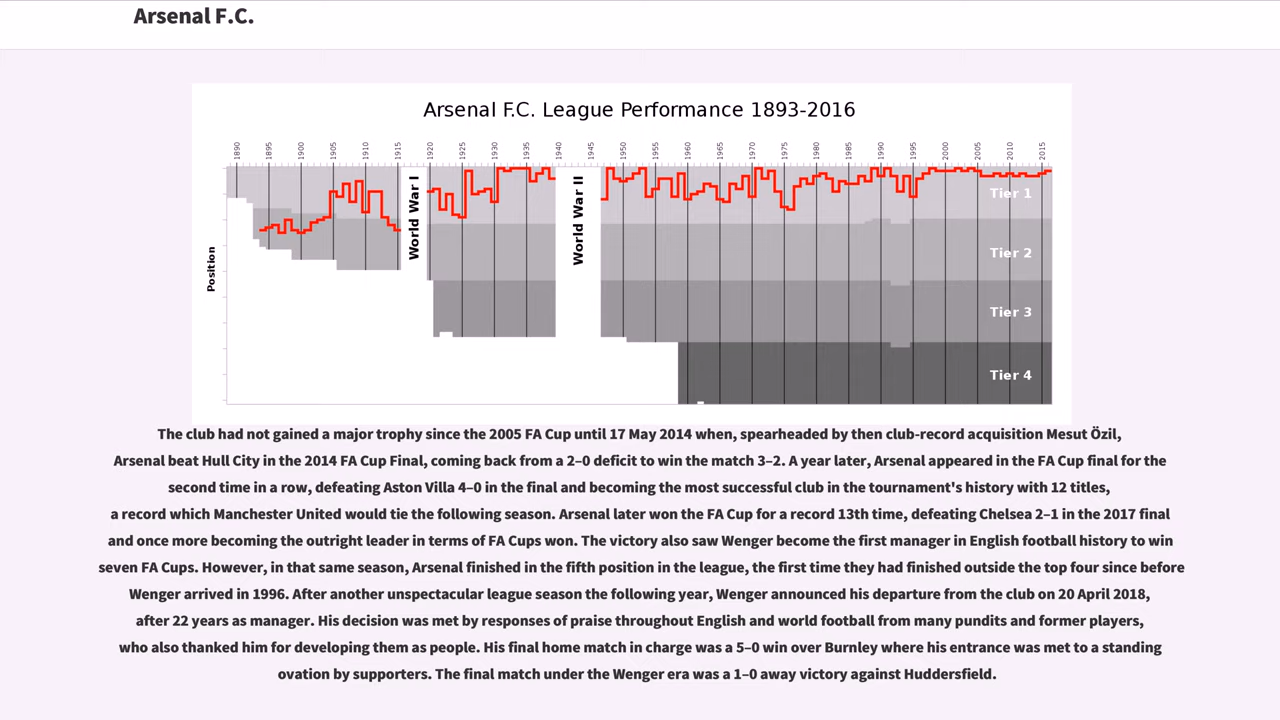 Arsenal F.C.
Arsenal F.C. League Performance 1893-2016
1890 1895 1900 1905 1910 1915 1920 1925 1930 1935 1940 1945 1950 1955 1960 1965 1970 1975 1980 1985 1990 1995 2000 2005 2010 2015
World War I
World War II
Position
Tier 1
Tier 2
Tier 3
Tier 4
The club had not gained a major trophy since the 2005 FA Cup until 17 May 2014 when, spearheaded by then club-record acquisition Mesut Özil,
Arsenal beat Hull City in the 2014 FA Cup Final, coming back from a 2–0 deficit to win the match 3–2. A year later, Arsenal appeared in the FA Cup final for the
second time in a row, defeating Aston Villa 4–0 in the final and becoming the most successful club in the tournament's history with 12 titles,
a record which Manchester United would tie the following season. Arsenal later won the FA Cup for a record 13th time, defeating Chelsea 2–1 in the 2017 final
and once more becoming the outright leader in terms of FA Cups won. The victory also saw Wenger become the first manager in English football history to win
seven FA Cups. However, in that same season, Arsenal finished in the fifth position in the league, the first time they had finished outside the top four since before
Wenger arrived in 1996. After another unspectacular league season the following year, Wenger announced his departure from the club on 20 April 2018,
after 22 years as manager. His decision was met by responses of praise throughout English and world football from many pundits and former players,
who also thanked him for developing them as people. His final home match in charge was a 5–0 win over Burnley where his entrance was met to a standing
ovation by supporters. The final match under the Wenger era was a 1–0 away victory against Huddersfield.